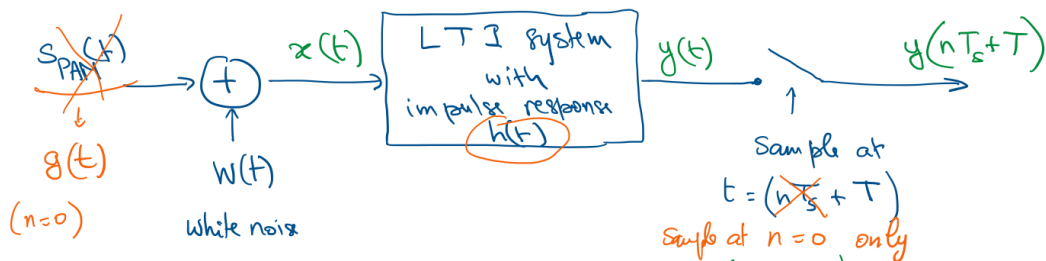 S_PAM(t)
g(t)
(n=0)
+
W(t)
white noise
x(t)
LTI system
with
impulse response
h(t)
y(t)
y(nT_s+T)
Sample at
t = (nT_s + T)
Sample at n=0 only